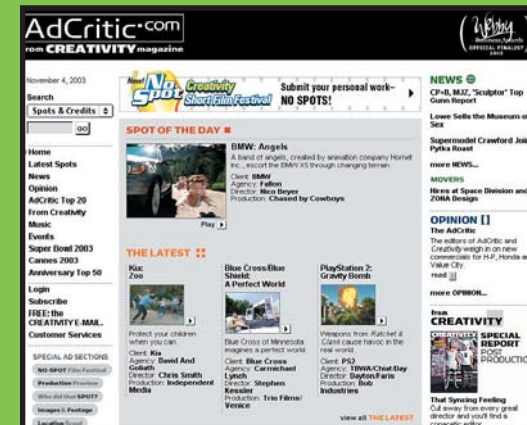 AdCritic.com
rom CREATIVITY magazine
Webby
Business Awards
OFFICIAL FINALIST
2003
November 4, 2003
Search
Spots & Credits
GO
Home
Latest Spots
News
Opinion
AdCritic Top 20
From Creativity
Music
Events
Super Bowl 2003
Cannes 2003
Anniversary Top 50
Login
Subscribe
FREE: the
CREATIVITY E-MAIL.
Customer Services
SPECIAL AD SECTIONS
NO-SPOT Film Festival
Production Preview
Who did that SPOT?
Images & Footage
Location Scout
New!
No Spot
Creativity
Short Film Festival
Submit your personal work–
NO SPOTS!
SPOT OF THE DAY
BMW: Angels
A band of angels, created by animation company Hornet
Inc., escort the BMW X5 through changing terrain.
Client: BMW
Agency: Fallon
Director: Nico Beyer
Production: Chased by Cowboys
Play
THE LATEST
Kia:
Zoo
Protect your children
when you can.
Client: Kia
Agency: David And
Goliath
Director: Chris Smith
Production: Independent
Media
Blue Cross/Blue
Shield:
A Perfect World
Blue Cross of Minnesota
imagines a perfect world.
Client: Blue Cross
Agency: Carmichael
Lynch
Director: Stephen
Kessler
Production: Trio Films/
Venice
PlayStation 2:
Gravity Bomb
Weapons from Ratchet &
Clank cause havoc in the
real world.
Client: PS2
Agency: TBWA/Chiat/Day
Director: Dayton/Faris
Production: Bob
Industries
view all THE LATEST
NEWS
CP+B, MJZ, "Sculptor" Top
Gunn Report
Lowe Sells the Museum of
Sex
Supermodel Crawford Joi
Pytka Roast
more NEWS...
MOVERS
Hires at Space Division and
ZONA Design
OPINION []
The AdCritic
The editors of AdCritic and
Creativity weigh in on new
commercials for H-P, Honda a
Value City.
read
more OPINION...
from
CREATIVITY
CREATIVITY
SPECIAL
REPORT
POST
PRODUCTIO
That Syncing Feeling
Cut away from every great
director and you'll find a
copacetic editor